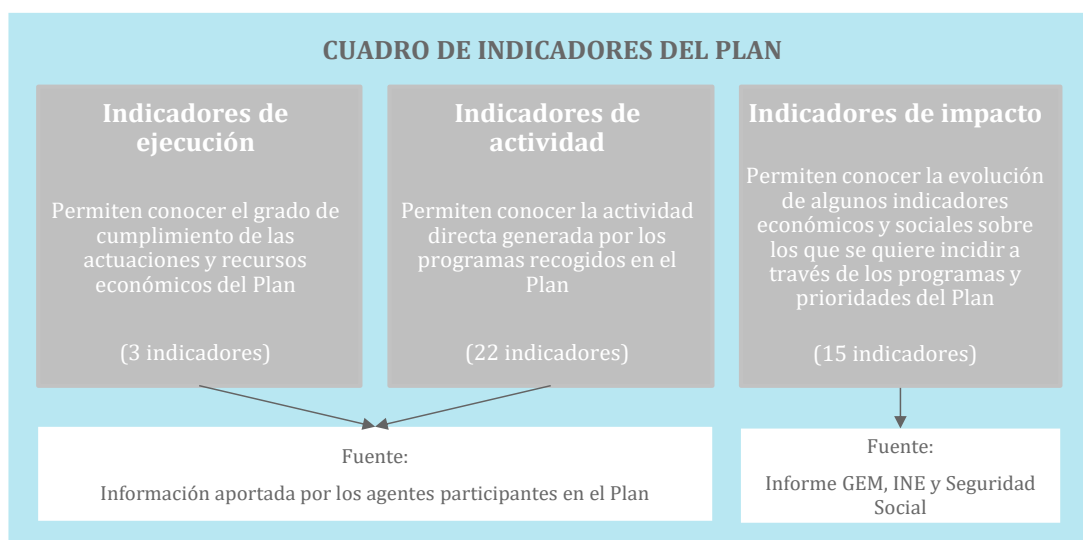 CUADRO DE INDICADORES DEL PLAN
Indicadores de
ejecución
Permiten conocer el grado de
cumplimiento de las
actuaciones y recursos
económicos del Plan
(3 indicadores)
Indicadores de
actividad
Permiten conocer la actividad
directa generada por los
programas recogidos en el
Plan
(22 indicadores)
Indicadores de impacto
Permiten conocer la evolución
de algunos indicadores
económicos y sociales sobre
los que se quiere incidir a
través de los programas y
prioridades del Plan
(15 indicadores)
Fuente:
Información aportada por los agentes participantes en el Plan
Fuente:
Informe GEM, INE y Seguridad
Social